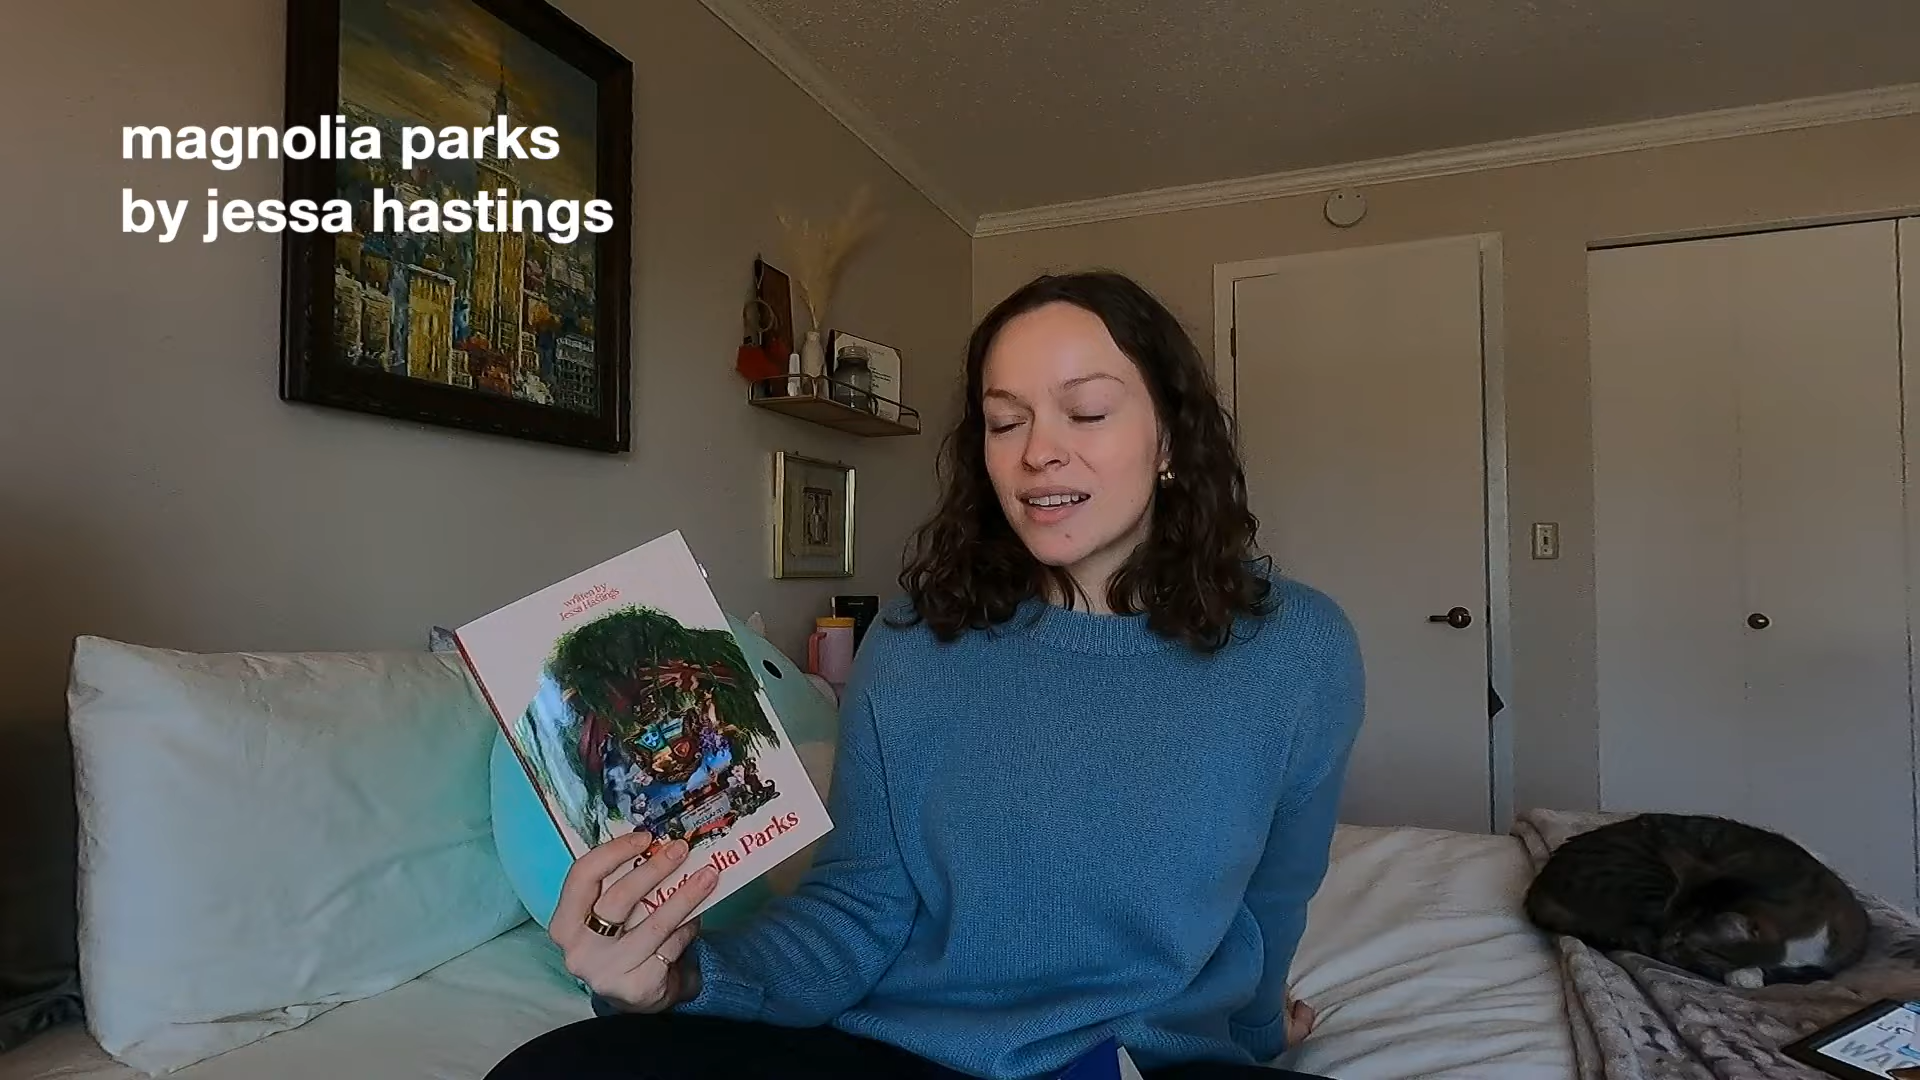 magnolia parks
by jessa hastings
written by
Jessa Hastings
Magnolia Parks